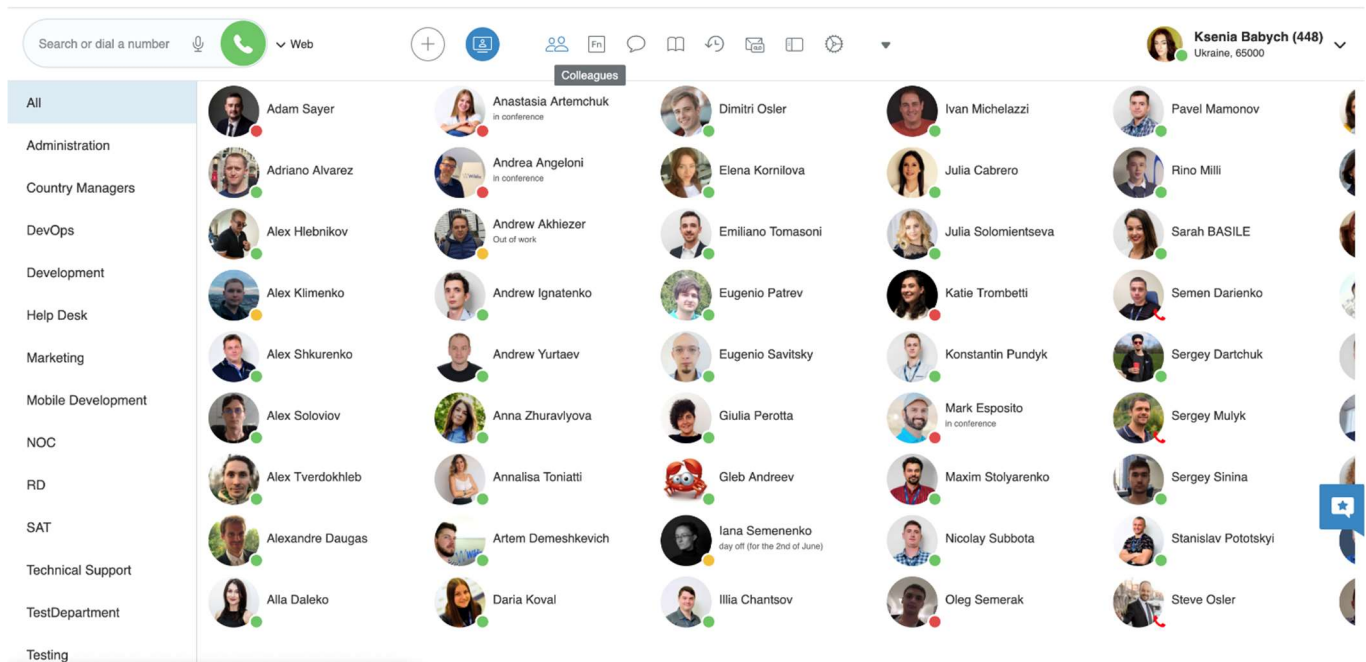 Search or dial a number
Web
Fn
Ksenia Babych (448)
Ukraine, 65000
Colleagues
All
Administration
Country Managers
DevOps
Development
Help Desk
Marketing
Mobile Development
NOC
RD
SAT
Technical Support
TestDepartment
Testing
Adam Sayer
Adriano Alvarez
Alex Hlebnikov
Alex Klimenko
Alex Shkurenko
Alex Soloviov
Alex Tverdokhleb
Alexandre Daugas
Alla Daleko
Anastasia Artemchuk
in conference
Andrea Angeloni
in conference
Andrew Akhiezer
Out of work
Andrew Ignatenko
Andrew Yurtaev
Anna Zhuravlyova
Annalisa Toniatti
Artem Demeshkevich
Daria Koval
Dimitri Osler
Elena Kornilova
Emiliano Tomasoni
Eugenio Patrev
Eugenio Savitsky
Giulia Perotta
Gleb Andreev
Iana Semenenko
day off (for the 2nd of June)
Illia Chantsov
Ivan Michelazzi
Julia Cabrero
Julia Solomientseva
Katie Trombetti
Konstantin Pundyk
Mark Esposito
in conference
Maxim Stolyarenko
Nicolay Subbota
Oleg Semerak
Pavel Mamonov
Rino Milli
Sarah BASILE
Semen Darienko
Sergey Dartchuk
Sergey Mulyk
Sergey Sinina
Stanislav Pototskyi
Steve Osler